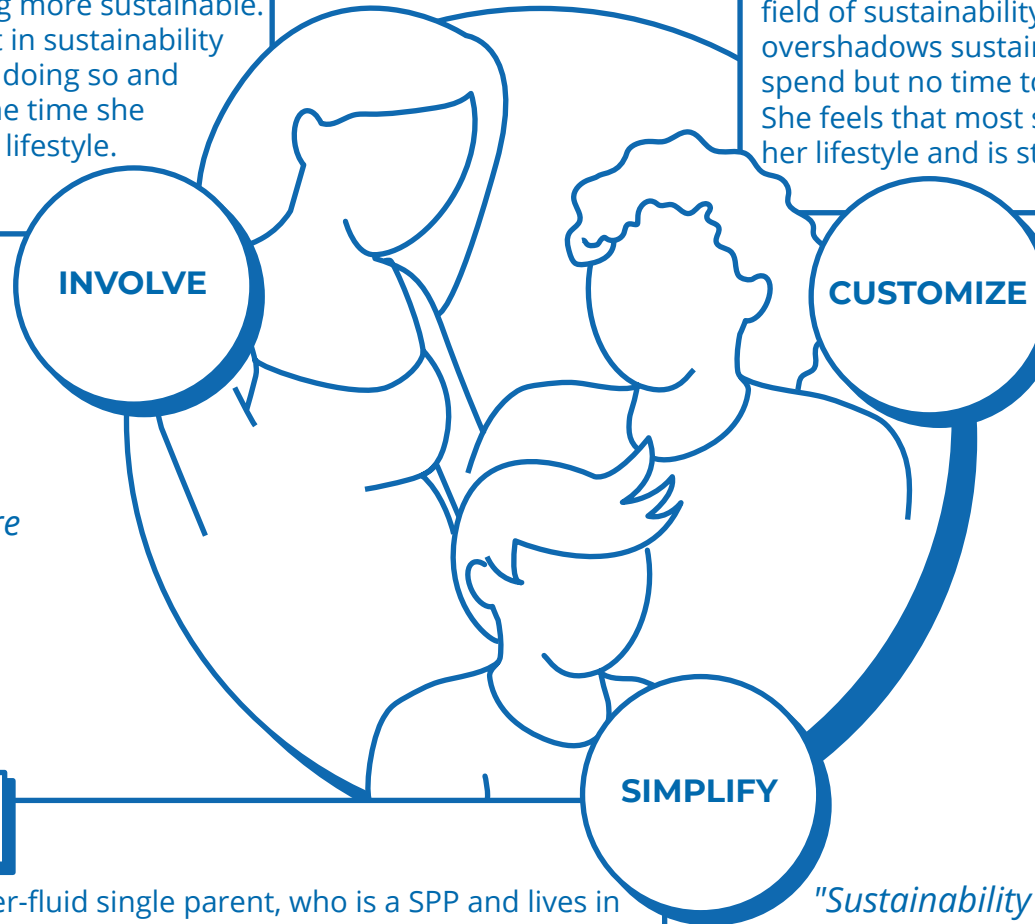 g more sustainable.
in sustainability
doing so and
e time she
lifestyle.
field of sustainability
overshadows sustain
spend but no time to
She feels that most s
her lifestyle and is st
INVOLVE
CUSTOMIZE
re
SIMPLIFY
er-fluid single parent, who is a SPP and lives in
"Sustainability